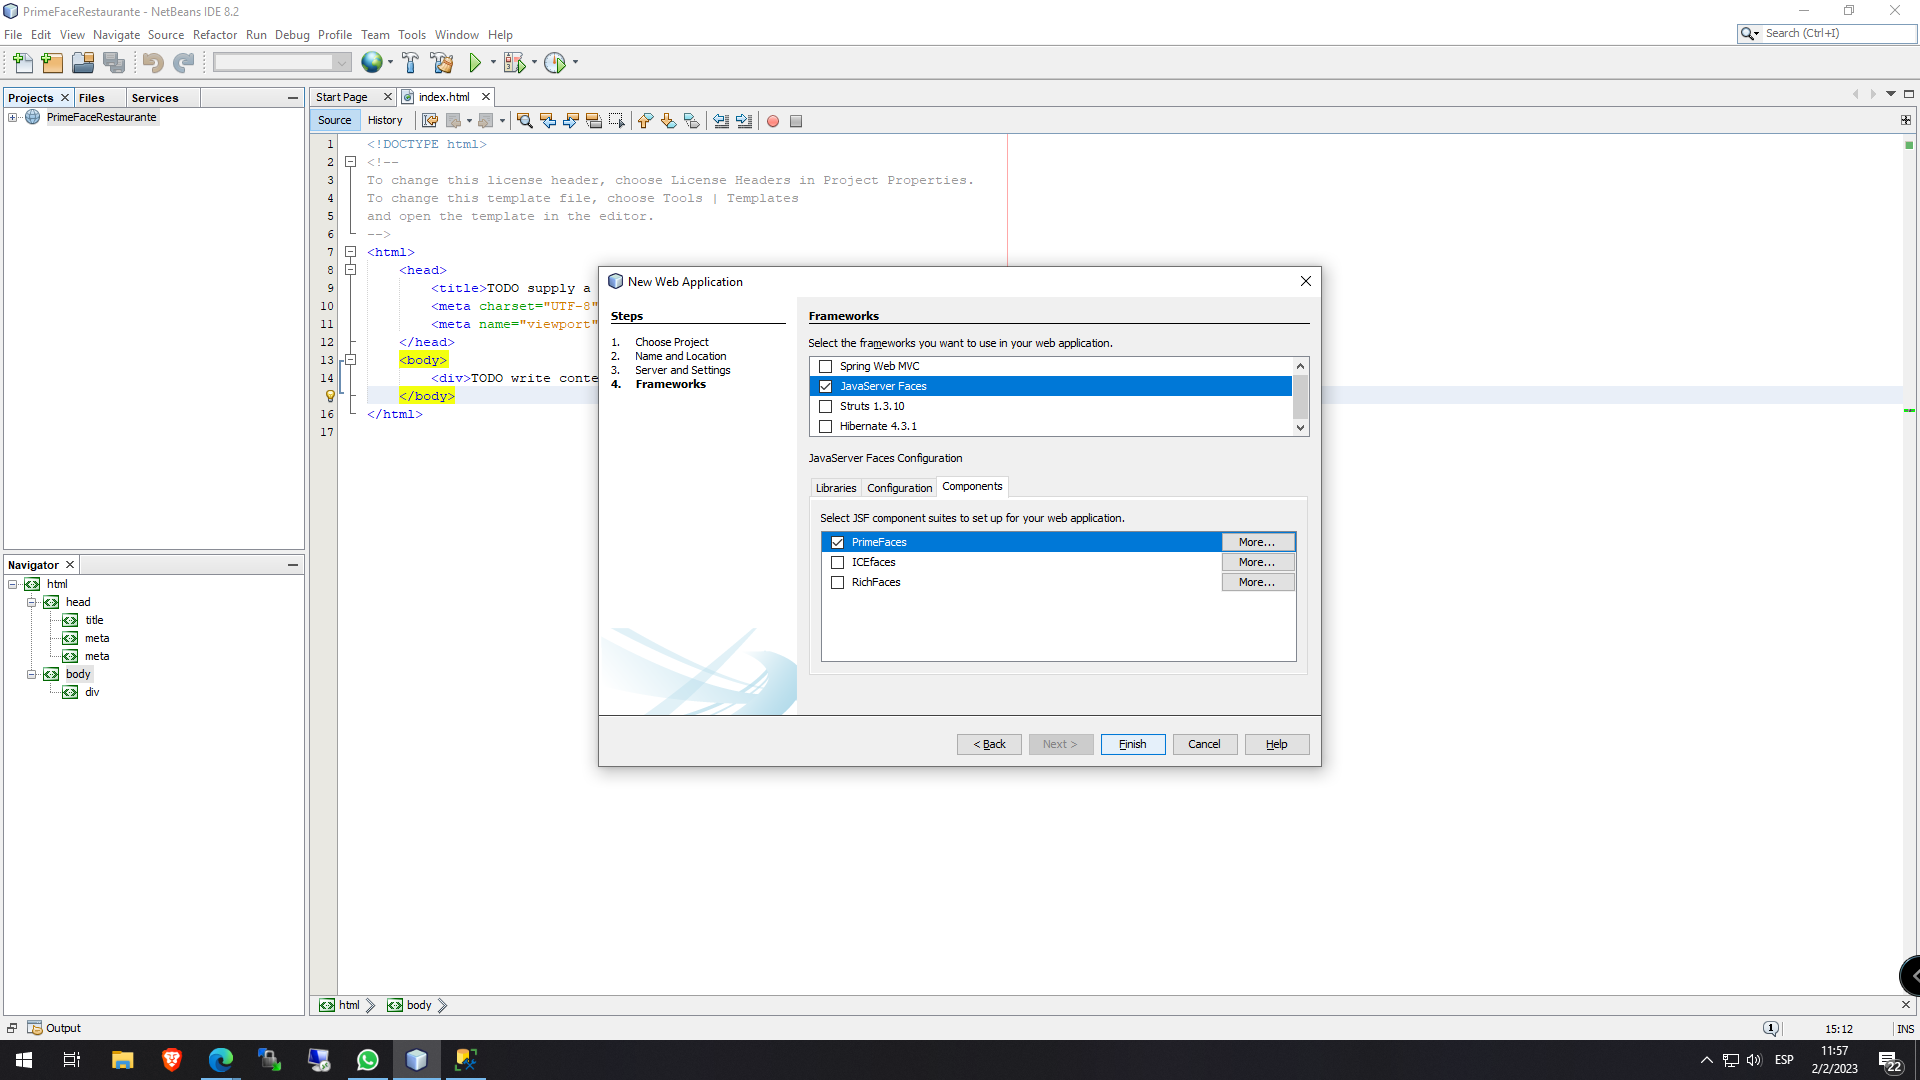 PrimeFaceRestaurante - NetBeans IDE 8.2
File Edit View Navigate Source Refactor Run Debug Profile Team Tools Window Help
Search (Ctrl+I)
Projects Files Services
PrimeFaceRestaurante
Start Page index.html
Source History
1 <!DOCTYPE html>
2 <!--
3 To change this license header, choose License Headers in Project Properties.
4 To change this template file, choose Tools | Templates
5 and open the template in the editor.
6 -->
7 <html>
8 <head>
9 <title>TODO supply a
10 <meta charset="UTF-8"
11 <meta name="viewport"
12 </head>
13 <body>
14 <div>TODO write conte
</body>
16 </html>
17
New Web Application
Steps
1. Choose Project
2. Name and Location
3. Server and Settings
4. Frameworks
Frameworks
Select the frameworks you want to use in your web application.
Spring Web MVC
JavaServer Faces
Struts 1.3.10
Hibernate 4.3.1
JavaServer Faces Configuration
Libraries Configuration Components
Select JSF component suites to set up for your web application.
PrimeFaces More...
ICEfaces More...
RichFaces More...
< Back Next > Finish Cancel Help
Navigator
html
head
title
meta
meta
body
div
html body
Output
1
15:12 INS
ESP
11:57
2/2/2023
22